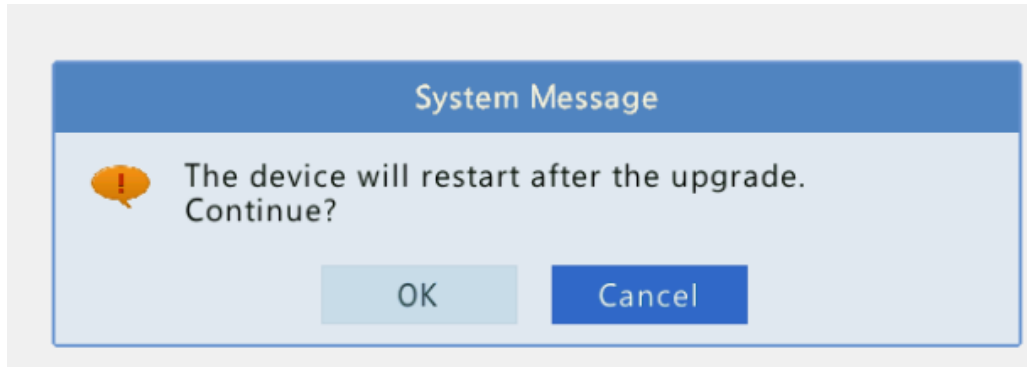 System Message
The device will restart after the upgrade.
Continue?
OK
Cancel